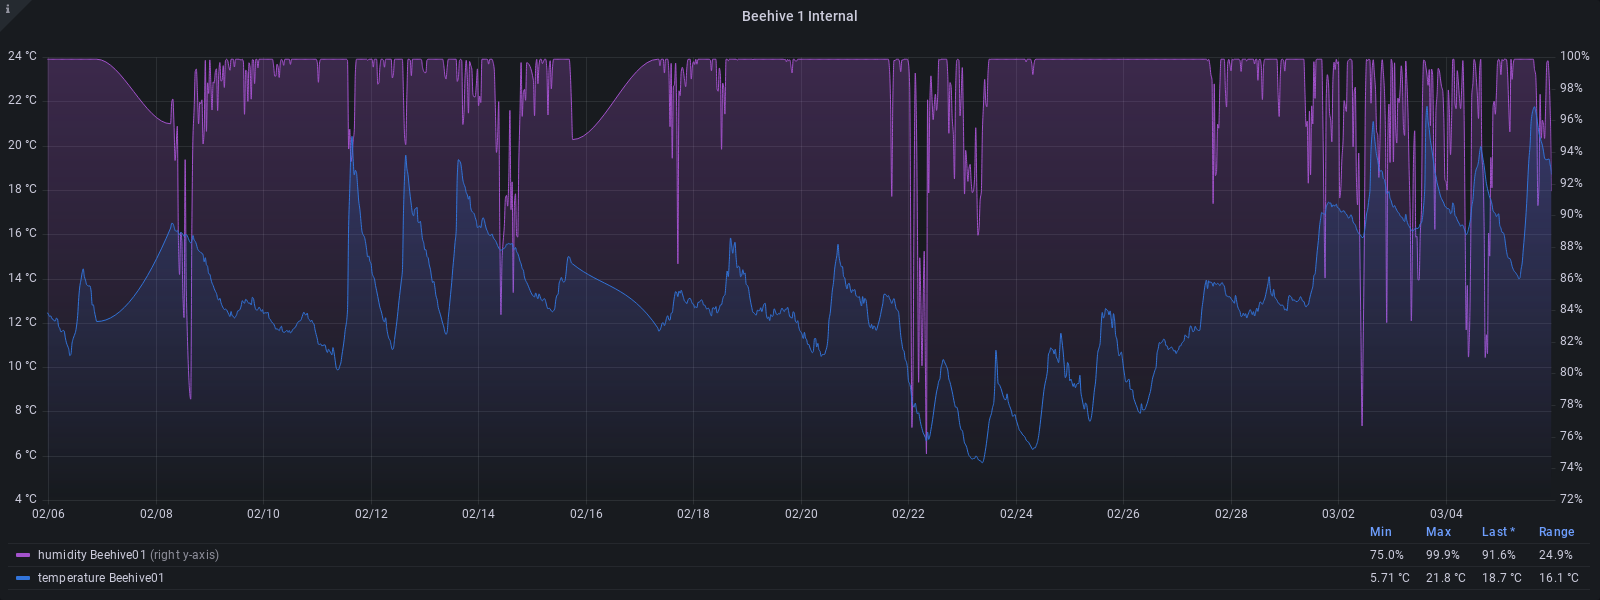 i
Beehive 1 Internal
24 °C
22 °C
20 °C
18 °C
16 °C
14 °C
12 °C
10 °C
8 °C
6 °C
4 °C
100%
98%
96%
94%
92%
90%
88%
86%
84%
82%
80%
78%
76%
74%
72%
02/06 02/08 02/10 02/12 02/14 02/16 02/18 02/20 02/22 02/24 02/26 02/28 03/02 03/04
Min Max Last * Range
humidity Beehive01 (right y-axis) 75.0% 99.9% 91.6% 24.9%
temperature Beehive01 5.71 °C 21.8 °C 18.7 °C 16.1 °C